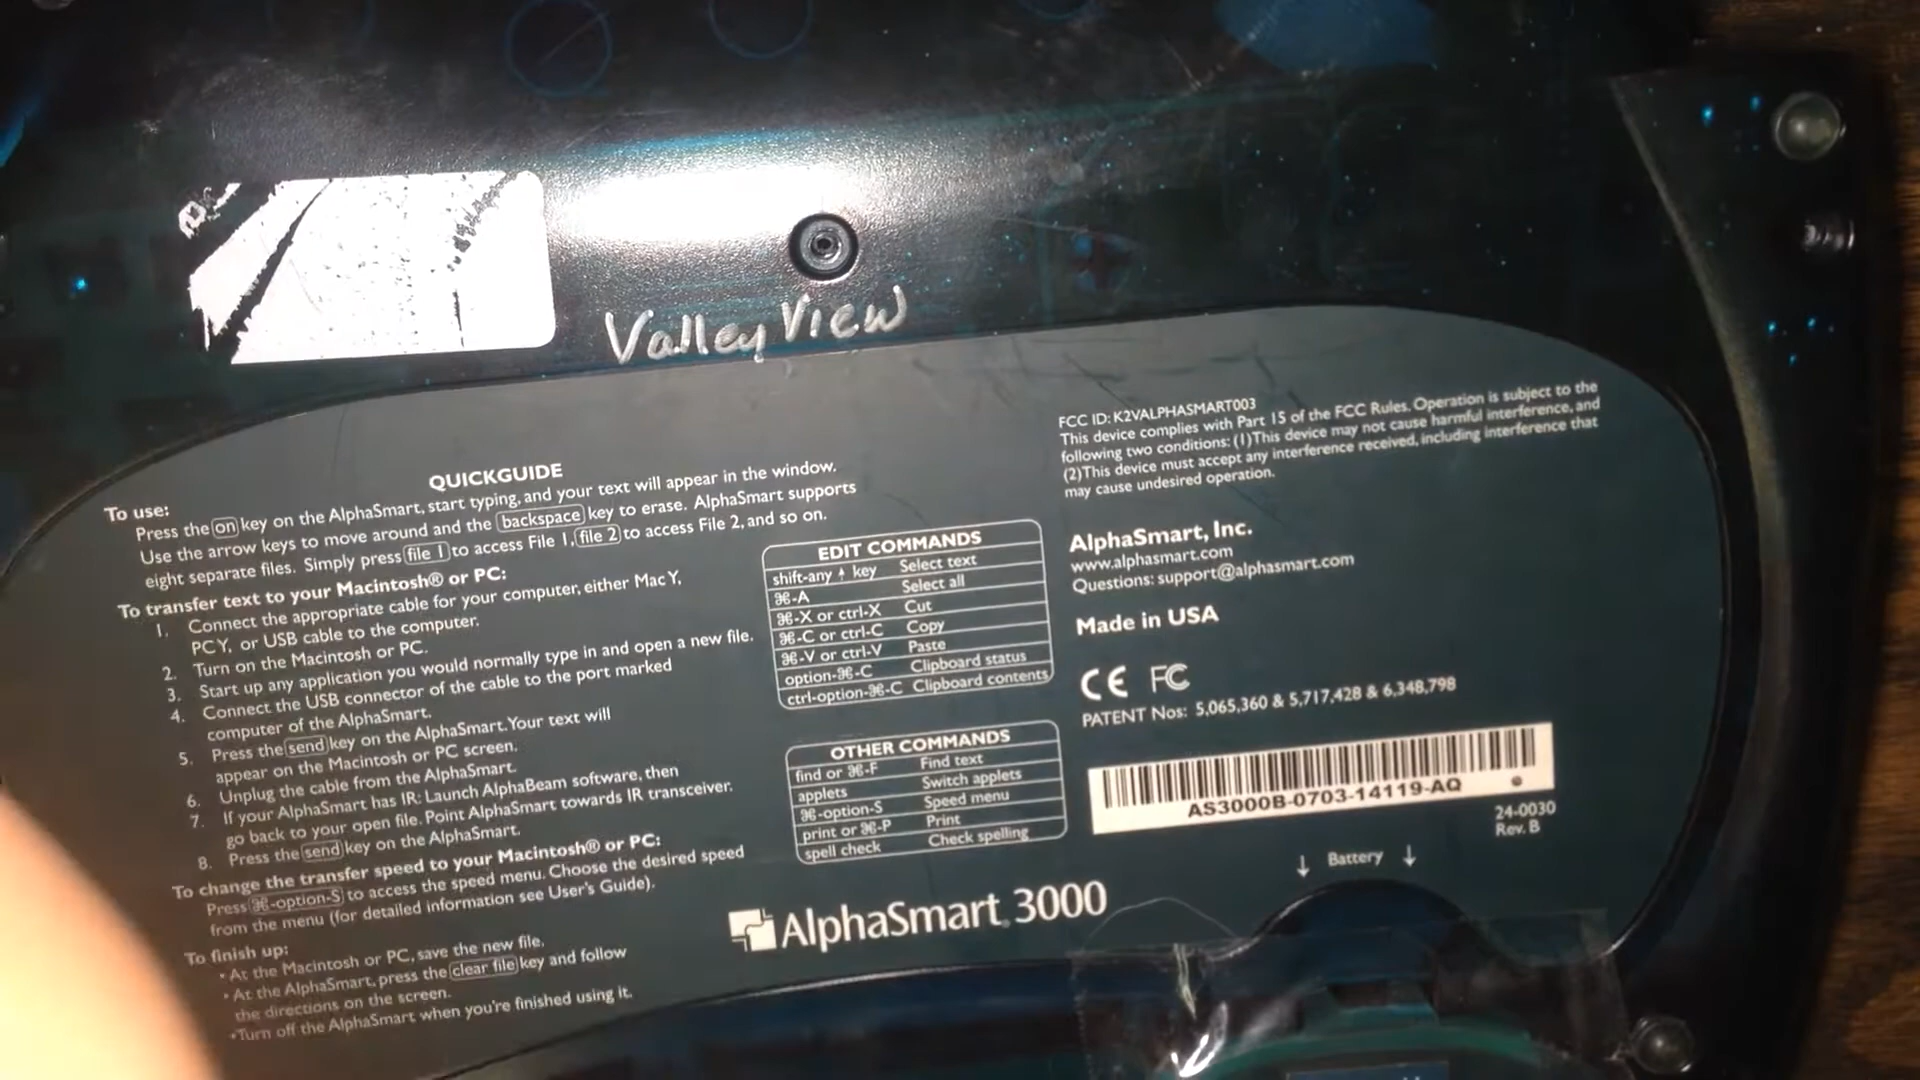 Valley View
QUICKGUIDE
To use:
Press the on key on the AlphaSmart, start typing, and your text will appear in the window.
Use the arrow keys to move around and the backspace key to erase. AlphaSmart supports
eight separate files. Simply press file 1 to access File 1, file 2 to access File 2, and so on.
To transfer text to your Macintosh® or PC:
1. Connect the appropriate cable for your computer, either Mac Y,
PC Y, or USB cable to the computer.
2. Turn on the Macintosh or PC.
3. Start up any application you would normally type in and open a new file.
4. Connect the USB connector of the cable to the port marked
computer of the AlphaSmart.
5. Press the send key on the AlphaSmart. Your text will
appear on the Macintosh or PC screen.
6. Unplug the cable from the AlphaSmart.
7. If your AlphaSmart has IR: Launch AlphaBeam software, then
go back to your open file. Point AlphaSmart towards IR transceiver.
8. Press the send key on the AlphaSmart.
To change the transfer speed to your Macintosh® or PC:
Press ⌘-option-S to access the speed menu. Choose the desired speed
from the menu (for detailed information see User's Guide).
To finish up:
• At the Macintosh or PC, save the new file.
• At the AlphaSmart, press the clear file key and follow
the directions on the screen.
• Turn off the AlphaSmart when you're finished using it.
EDIT COMMANDS
shift-any ↑ key Select text
⌘-A Select all
⌘-X or ctrl-X Cut
⌘-C or ctrl-C Copy
⌘-V or ctrl-V Paste
option-⌘-C Clipboard status
ctrl-option-⌘-C Clipboard contents
OTHER COMMANDS
find or ⌘-F Find text
applets Switch applets
⌘-option-S Speed menu
print or ⌘-P Print
spell check Check spelling
AlphaSmart 3000
FCC ID: K2VALPHASMART003
This device complies with Part 15 of the FCC Rules. Operation is subject to the
following two conditions: (1)This device may not cause harmful interference, and
(2)This device must accept any interference received, including interference that
may cause undesired operation.
AlphaSmart, Inc.
www.alphasmart.com
Questions: support@alphasmart.com
Made in USA
CE FC
PATENT Nos: 5,065,360 & 5,717,428 & 6,348,798
AS3000B-0703-14119-AQ
24-0030
Rev. B
↓ Battery ↓